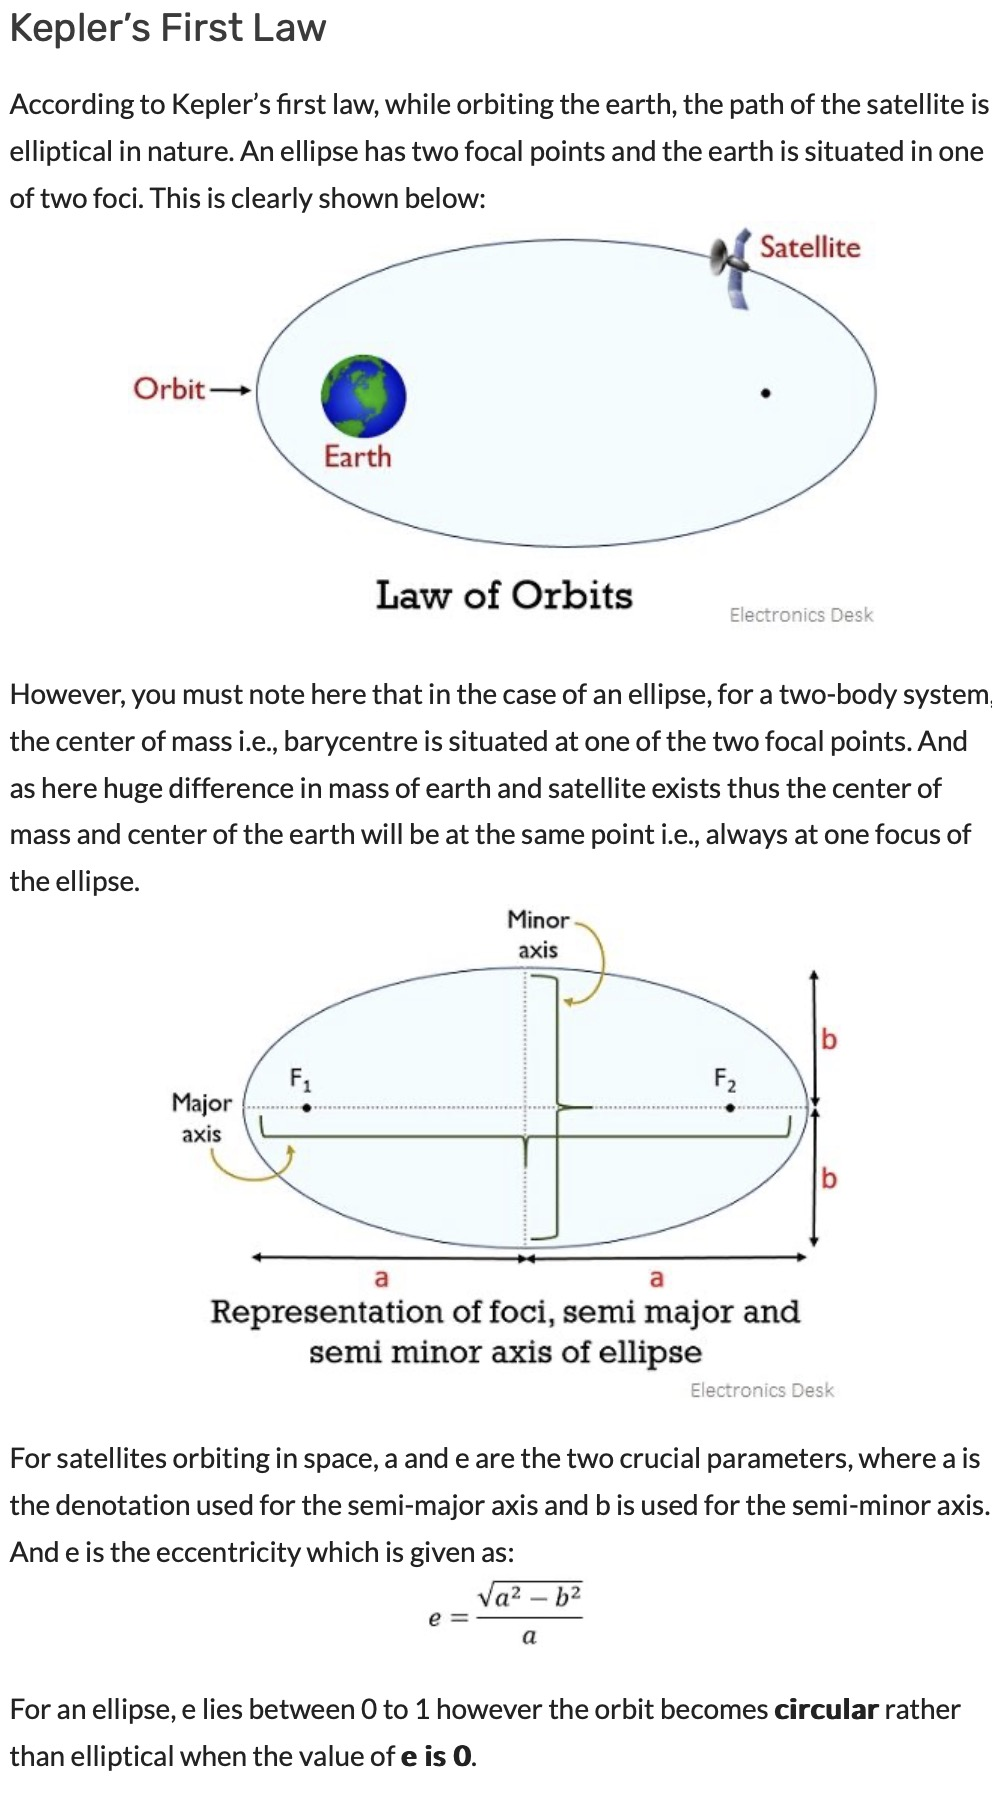 Kepler's First Law
According to Kepler's first law, while orbiting the earth, the path of the satellite is
elliptical in nature. An ellipse has two focal points and the earth is situated in one
of two foci. This is clearly shown below:
Satellite
Orbit
Earth
Law of Orbits
Electronics Desk
However, you must note here that in the case of an ellipse, for a two-body system,
the center of mass i.e., barycentre is situated at one of the two focal points. And
as here huge difference in mass of earth and satellite exists thus the center of
mass and center of the earth will be at the same point i.e., always at one focus of
the ellipse.
Minor
axis
b
F₁
F₂
Major
axis
b
a
a
Representation of foci, semi major and
semi minor axis of ellipse
Electronics Desk
For satellites orbiting in space, a and e are the two crucial parameters, where a is
the denotation used for the semi-major axis and b is used for the semi-minor axis.
And e is the eccentricity which is given as:
e = √(a² − b²) / a
For an ellipse, e lies between 0 to 1 however the orbit becomes circular rather
than elliptical when the value of e is 0.